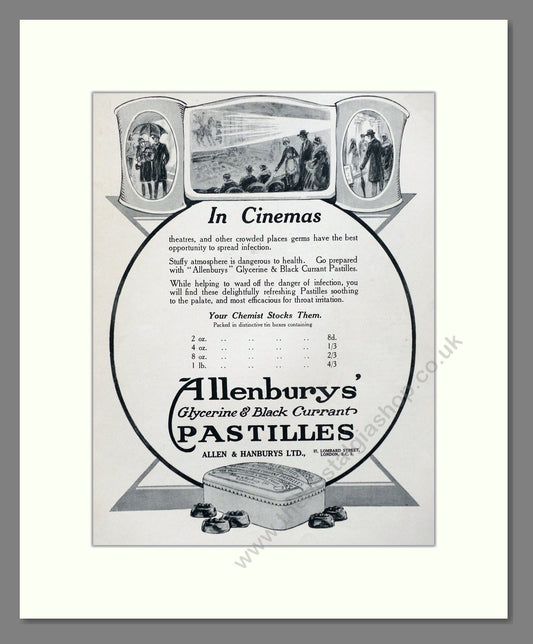 In Cinemas
theatres, and other crowded places germs have the best
opportunity to spread infection.
Stuffy atmosphere is dangerous to health. Go prepared
with "Allenburys" Glycerine & Black Currant Pastilles.
While helping to ward off the danger of infection, you
will find these delightfully refreshing Pastilles soothing
to the palate, and most efficacious for throat irritation.
Your Chemist Stocks Them.
Packed in distinctive tin boxes containing
2 oz. .. .. .. .. 8d.
4 oz. .. .. .. .. 1/3
8 oz. .. .. .. .. 2/3
1 lb. .. .. .. .. 4/3
Allenburys'
Glycerine & Black Currant
PASTILLES
ALLEN & HANBURYS LTD., 37, LOMBARD STREET,
LONDON, E.C. 3.
www.thenostalgiashop.co.uk